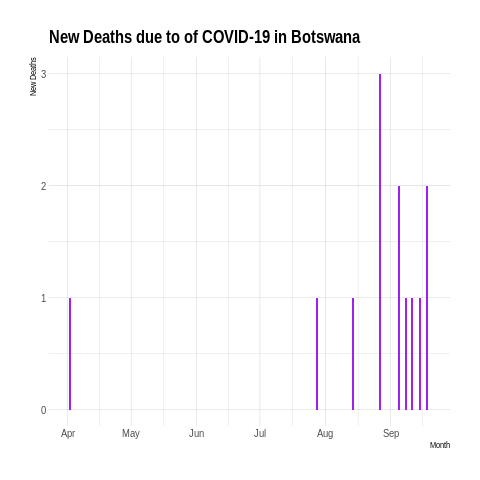 New Deaths due to of COVID-19 in Botswana
New Deaths
3
2
1
0
Apr May Jun Jul Aug Sep
Month